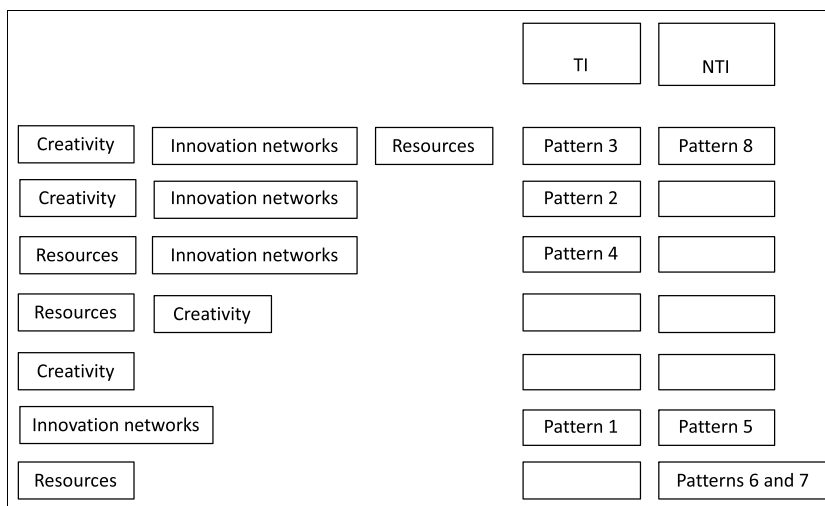 TI NTI
Creativity Innovation networks Resources Pattern 3 Pattern 8
Creativity Innovation networks Pattern 2
Resources Innovation networks Pattern 4
Resources Creativity
Creativity
Innovation networks Pattern 1 Pattern 5
Resources Patterns 6 and 7